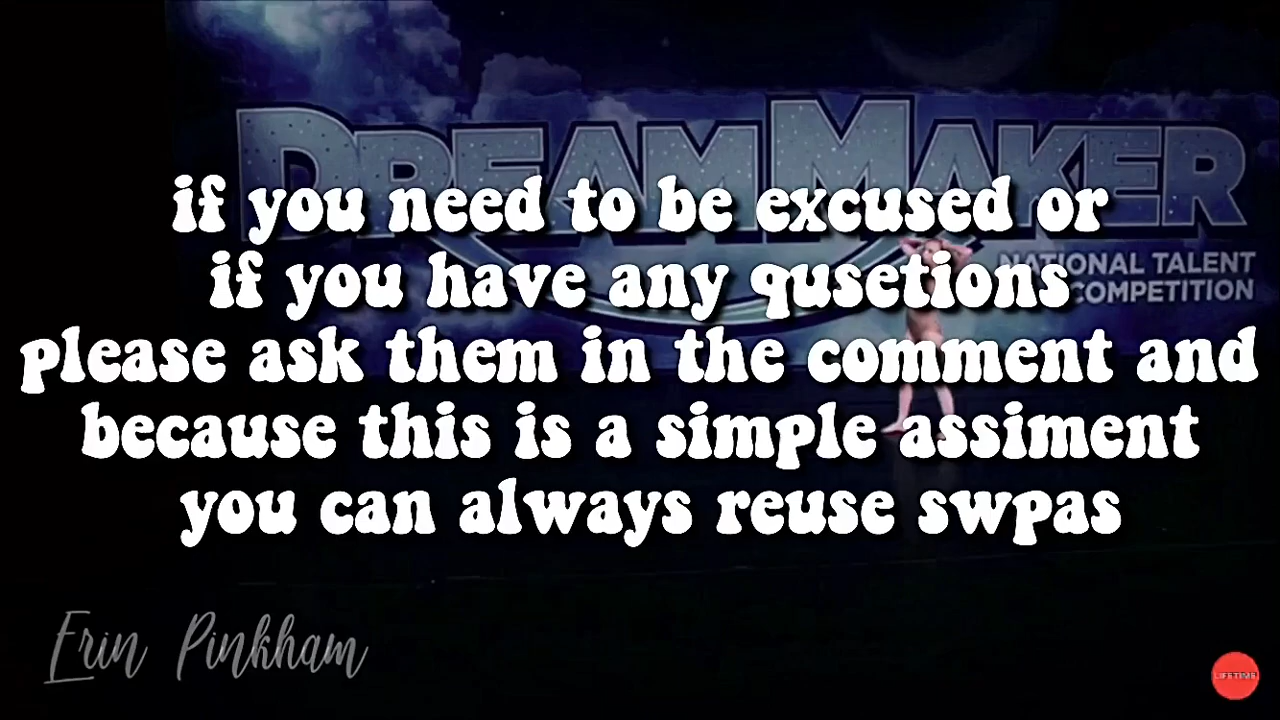 DREAMMAKER
NATIONAL TALENT
COMPETITION
if you need to be excused or
if you have any qusetions
please ask them in the comment and
because this is a simple assiment
you can always reuse swpas
Erin Pinkham
LIFETIME